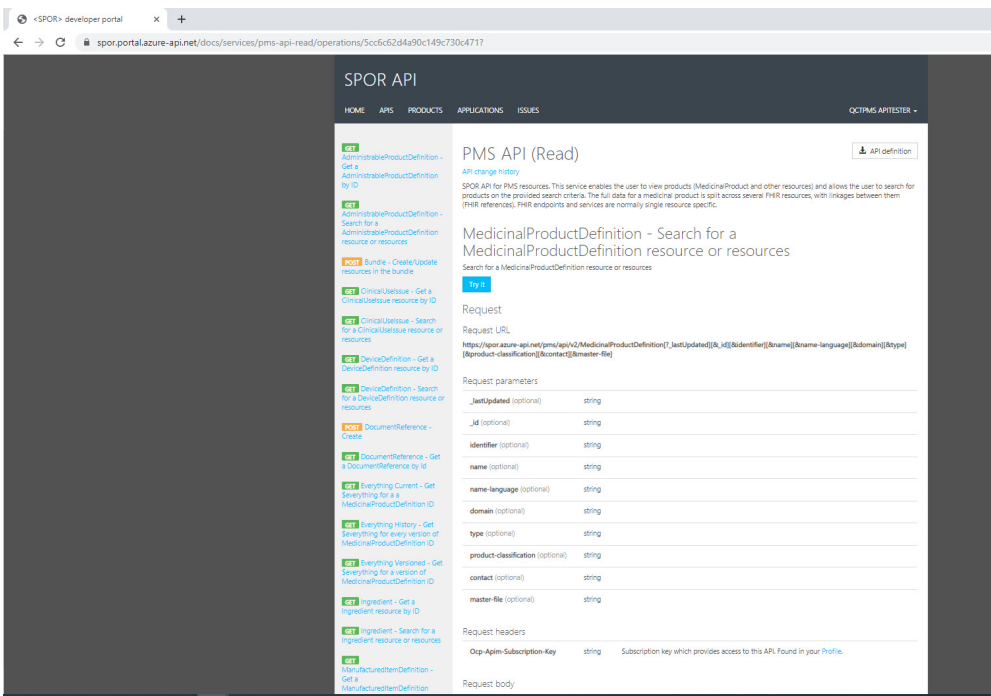 <SPOR> developer portal
spor.portal.azure-api.net/docs/services/pms-api-read/operations/5cc6c62d4a90c149c730c471?
SPOR API
HOME APIS PRODUCTS APPLICATIONS ISSUES QCTPMS APITESTER
GET
AdministrableProductDefinition -
Get a
AdministrableProductDefinition
by ID
GET
AdministrableProductDefinition -
Search for a
AdministrableProductDefinition
resource or resources
POST Bundle - Create/Update
resources in the bundle
GET ClinicalUseIssue - Get a
ClinicalUseIssue resource by ID
GET ClinicalUseIssue - Search
for a ClinicalUseIssue resource or
resources
GET DeviceDefinition - Get a
DeviceDefinition resource by ID
GET DeviceDefinition - Search
for a DeviceDefinition resource or
resources
POST DocumentReference -
Create
GET DocumentReference - Get
a DocumentReference by Id
GET Everything Current - Get
$everything for a a
MedicinalProductDefinition ID
GET Everything History - Get
$everything for every version of
MedicinalProductDefinition ID
GET Everything Versioned - Get
$everything for a version of
MedicinalProductDefinition ID
GET Ingredient - Get a
Ingredient resource by ID
GET Ingredient - Search for a
Ingredient resource or resources
GET
ManufacturedItemDefinition -
Get a
ManufacturedItemDefinition
PMS API (Read)
API definition
API change history
SPOR API for PMS resources. This service enables the user to view products (MedicinalProduct and other resources) and allows the user to search for
products on the provided search criteria. The full data for a medicinal product is split across several FHIR resources, with linkages between them
(FHIR references). FHIR endpoints and services are normally single resource specific.
MedicinalProductDefinition - Search for a
MedicinalProductDefinition resource or resources
Search for a MedicinalProductDefinition resource or resources
Try it
Request
Request URL
https://spor.azure-api.net/pms/api/v2/MedicinalProductDefinition[?_lastUpdated][&_id][&identifier][&name][&name-language][&domain][&type]
[&product-classification][&contact][&master-file]
Request parameters
_lastUpdated (optional) string
_id (optional) string
identifier (optional) string
name (optional) string
name-language (optional) string
domain (optional) string
type (optional) string
product-classification (optional) string
contact (optional) string
master-file (optional) string
Request headers
Ocp-Apim-Subscription-Key string Subscription key which provides access to this API. Found in your Profile.
Request body